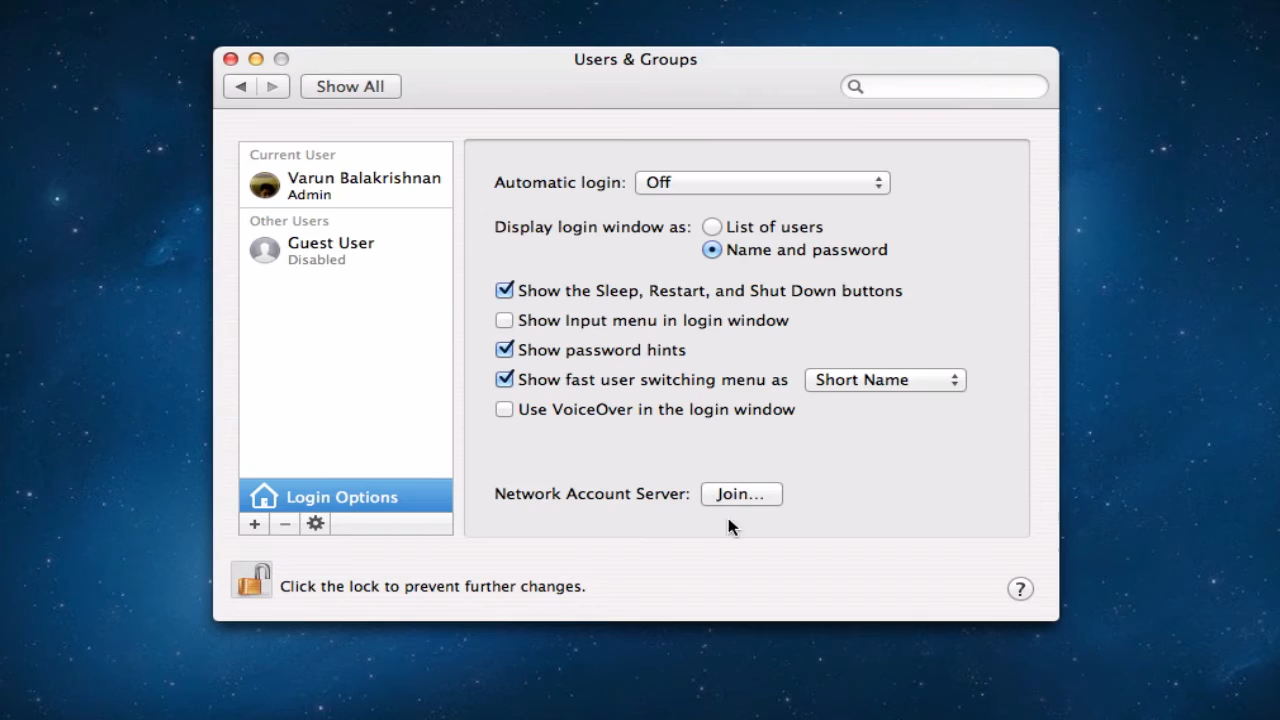 Users & Groups
Show All
Current User
Varun Balakrishnan
Admin
Other Users
Guest User
Disabled
Login Options
Automatic login: Off
Display login window as: List of users
Name and password
Show the Sleep, Restart, and Shut Down buttons
Show Input menu in login window
Show password hints
Show fast user switching menu as Short Name
Use VoiceOver in the login window
Network Account Server: Join...
Click the lock to prevent further changes.
?